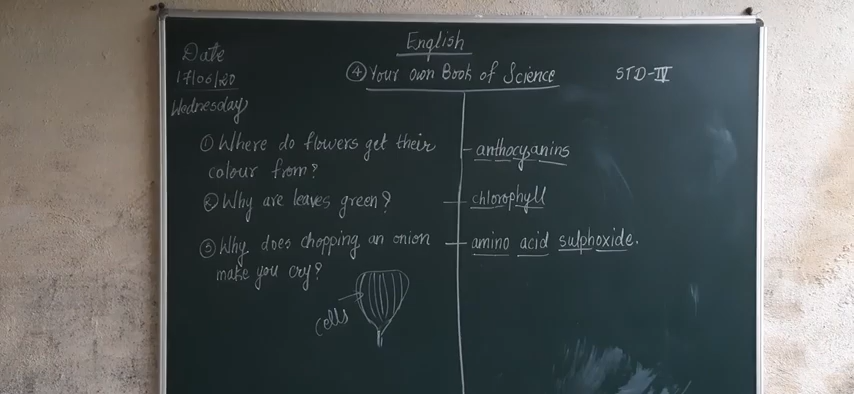 English
Date
17/06/20
Wednesday
④ Your own Book of Science
STD-IV
① Where do flowers get their
colour from?
- anthocyanins
② Why are leaves green?
- chlorophyll
③ Why does chopping an onion
make you cry?
- amino acid sulphoxide.
cells